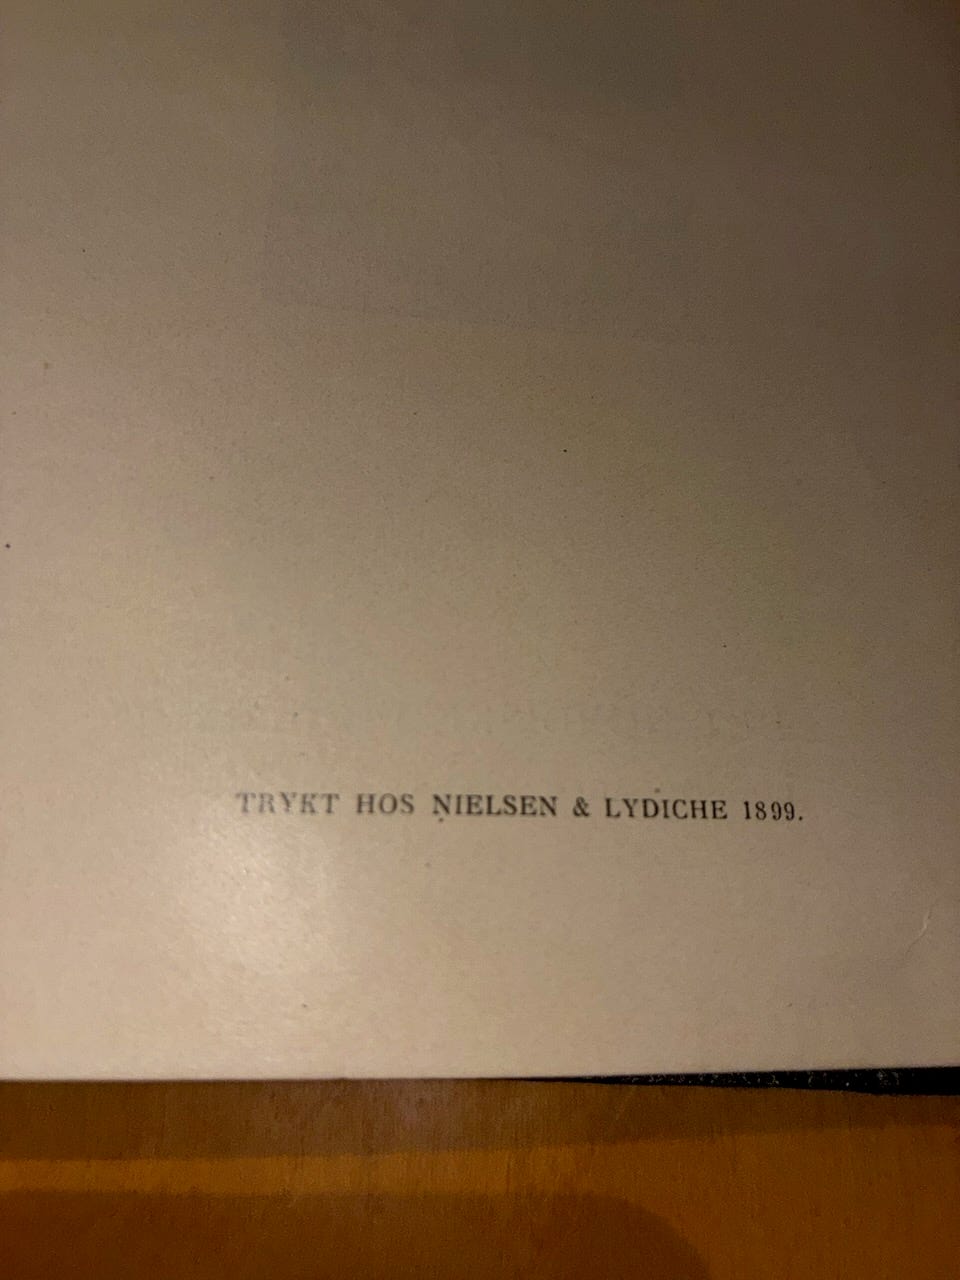 TRYKT HOS NIELSEN & LYDICHE 1899.